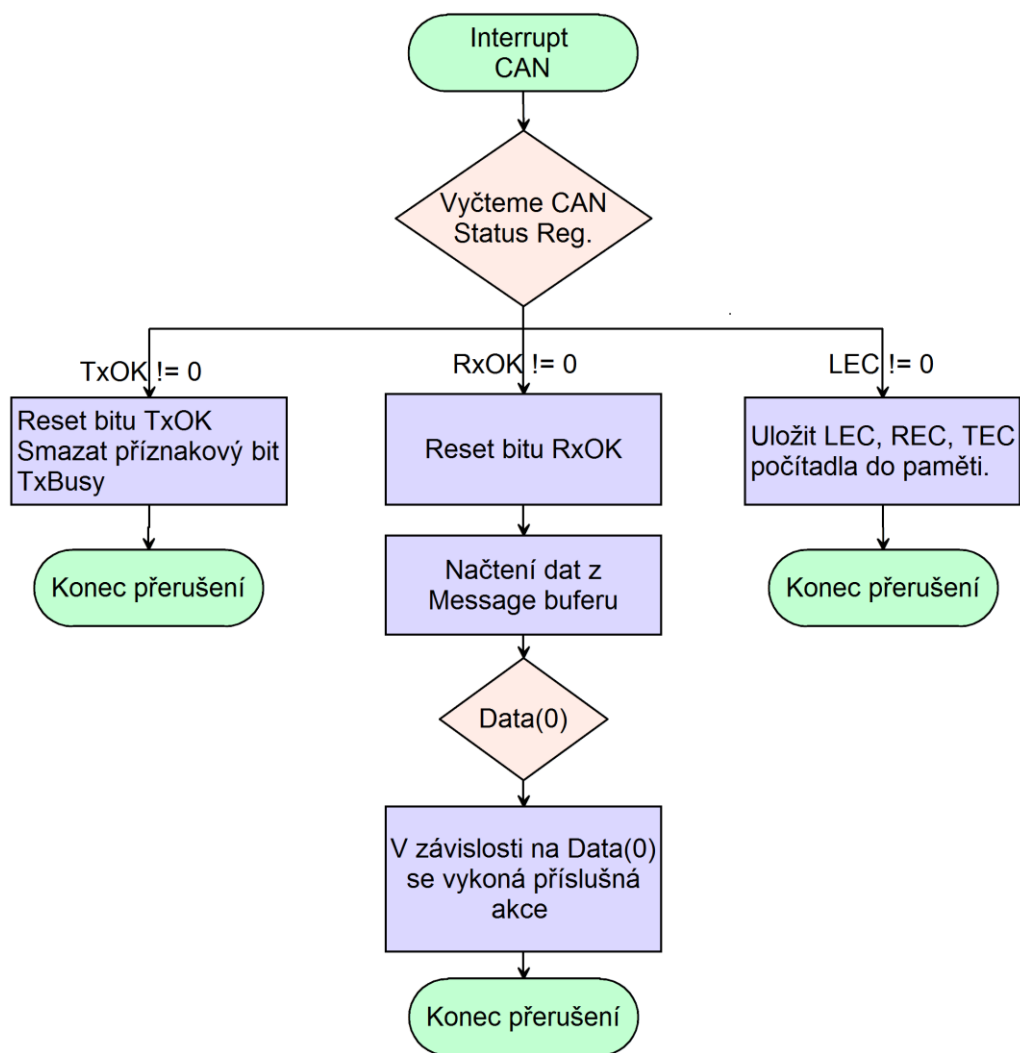 Interrupt
CAN
Vyčteme CAN
Status Reg.
TxOK != 0
RxOK != 0
LEC != 0
Reset bitu TxOK
Smazat příznakový bit
TxBusy
Reset bitu RxOK
Uložit LEC, REC, TEC
počítadla do paměti.
Konec přerušení
Načtení dat z
Message buferu
Konec přerušení
Data(0)
V závislosti na Data(0)
se vykoná příslušná
akce
Konec přerušení